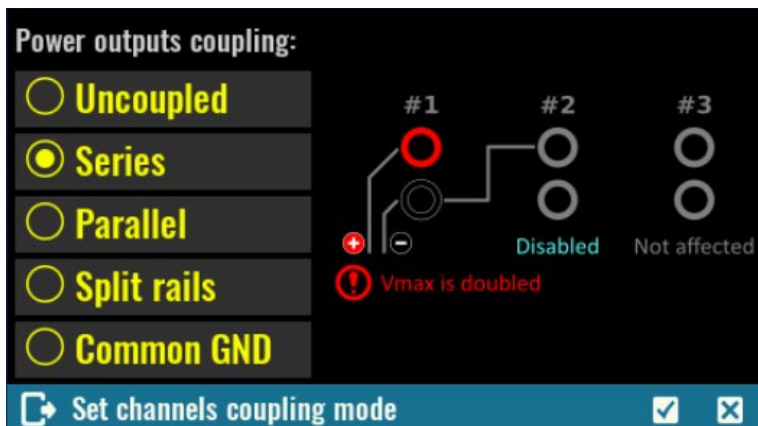 Power outputs coupling:
Uncoupled
Series
Parallel
Split rails
Common GND
#1 #2 #3
+ −
Disabled Not affected
! Vmax is doubled
Set channels coupling mode